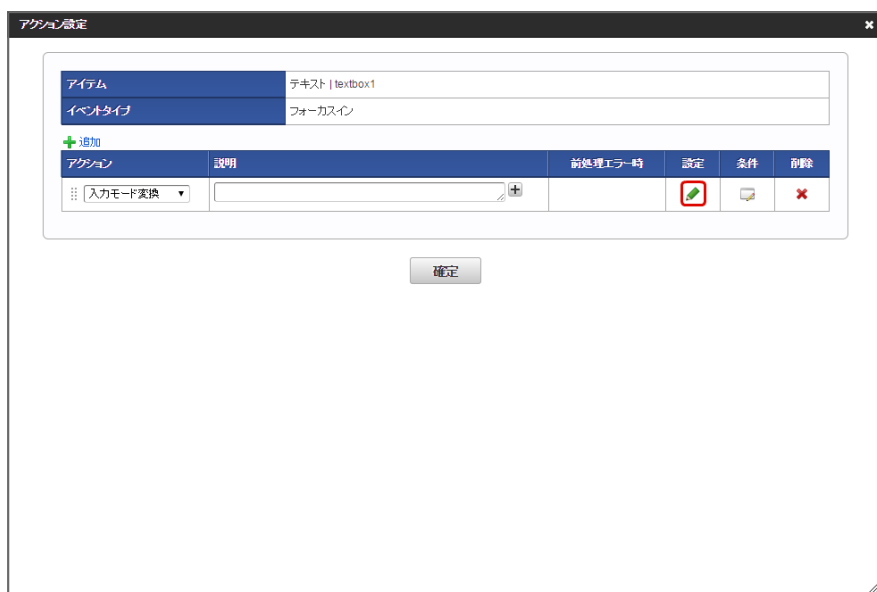 アクション設定
アイテム テキスト | textbox1
イベントタイプ フォーカスイン
追加
アクション 説明 前処理エラー時 設定 条件 削除
入力モード変換
確定